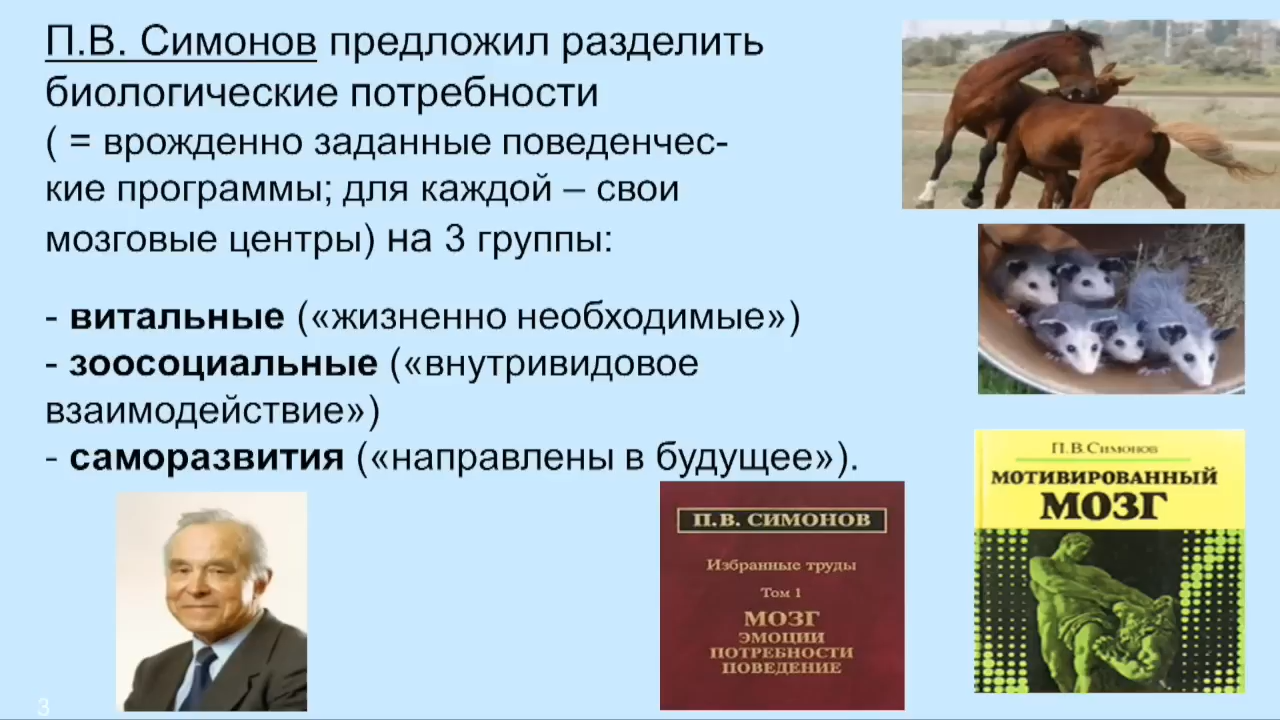 П.В. Симонов предложил разделить
биологические потребности
( = врожденно заданные поведенчес-
кие программы; для каждой – свои
мозговые центры) на 3 группы:
- витальные («жизненно необходимые»)
- зоосоциальные («внутривидовое
взаимодействие»)
- саморазвития («направлены в будущее»).
П.В. СИМОНОВ
Избранные труды
Том 1
МОЗГ
ЭМОЦИИ
ПОТРЕБНОСТИ
ПОВЕДЕНИЕ
П.В.Симонов
МОТИВИРОВАННЫЙ
МОЗГ
3